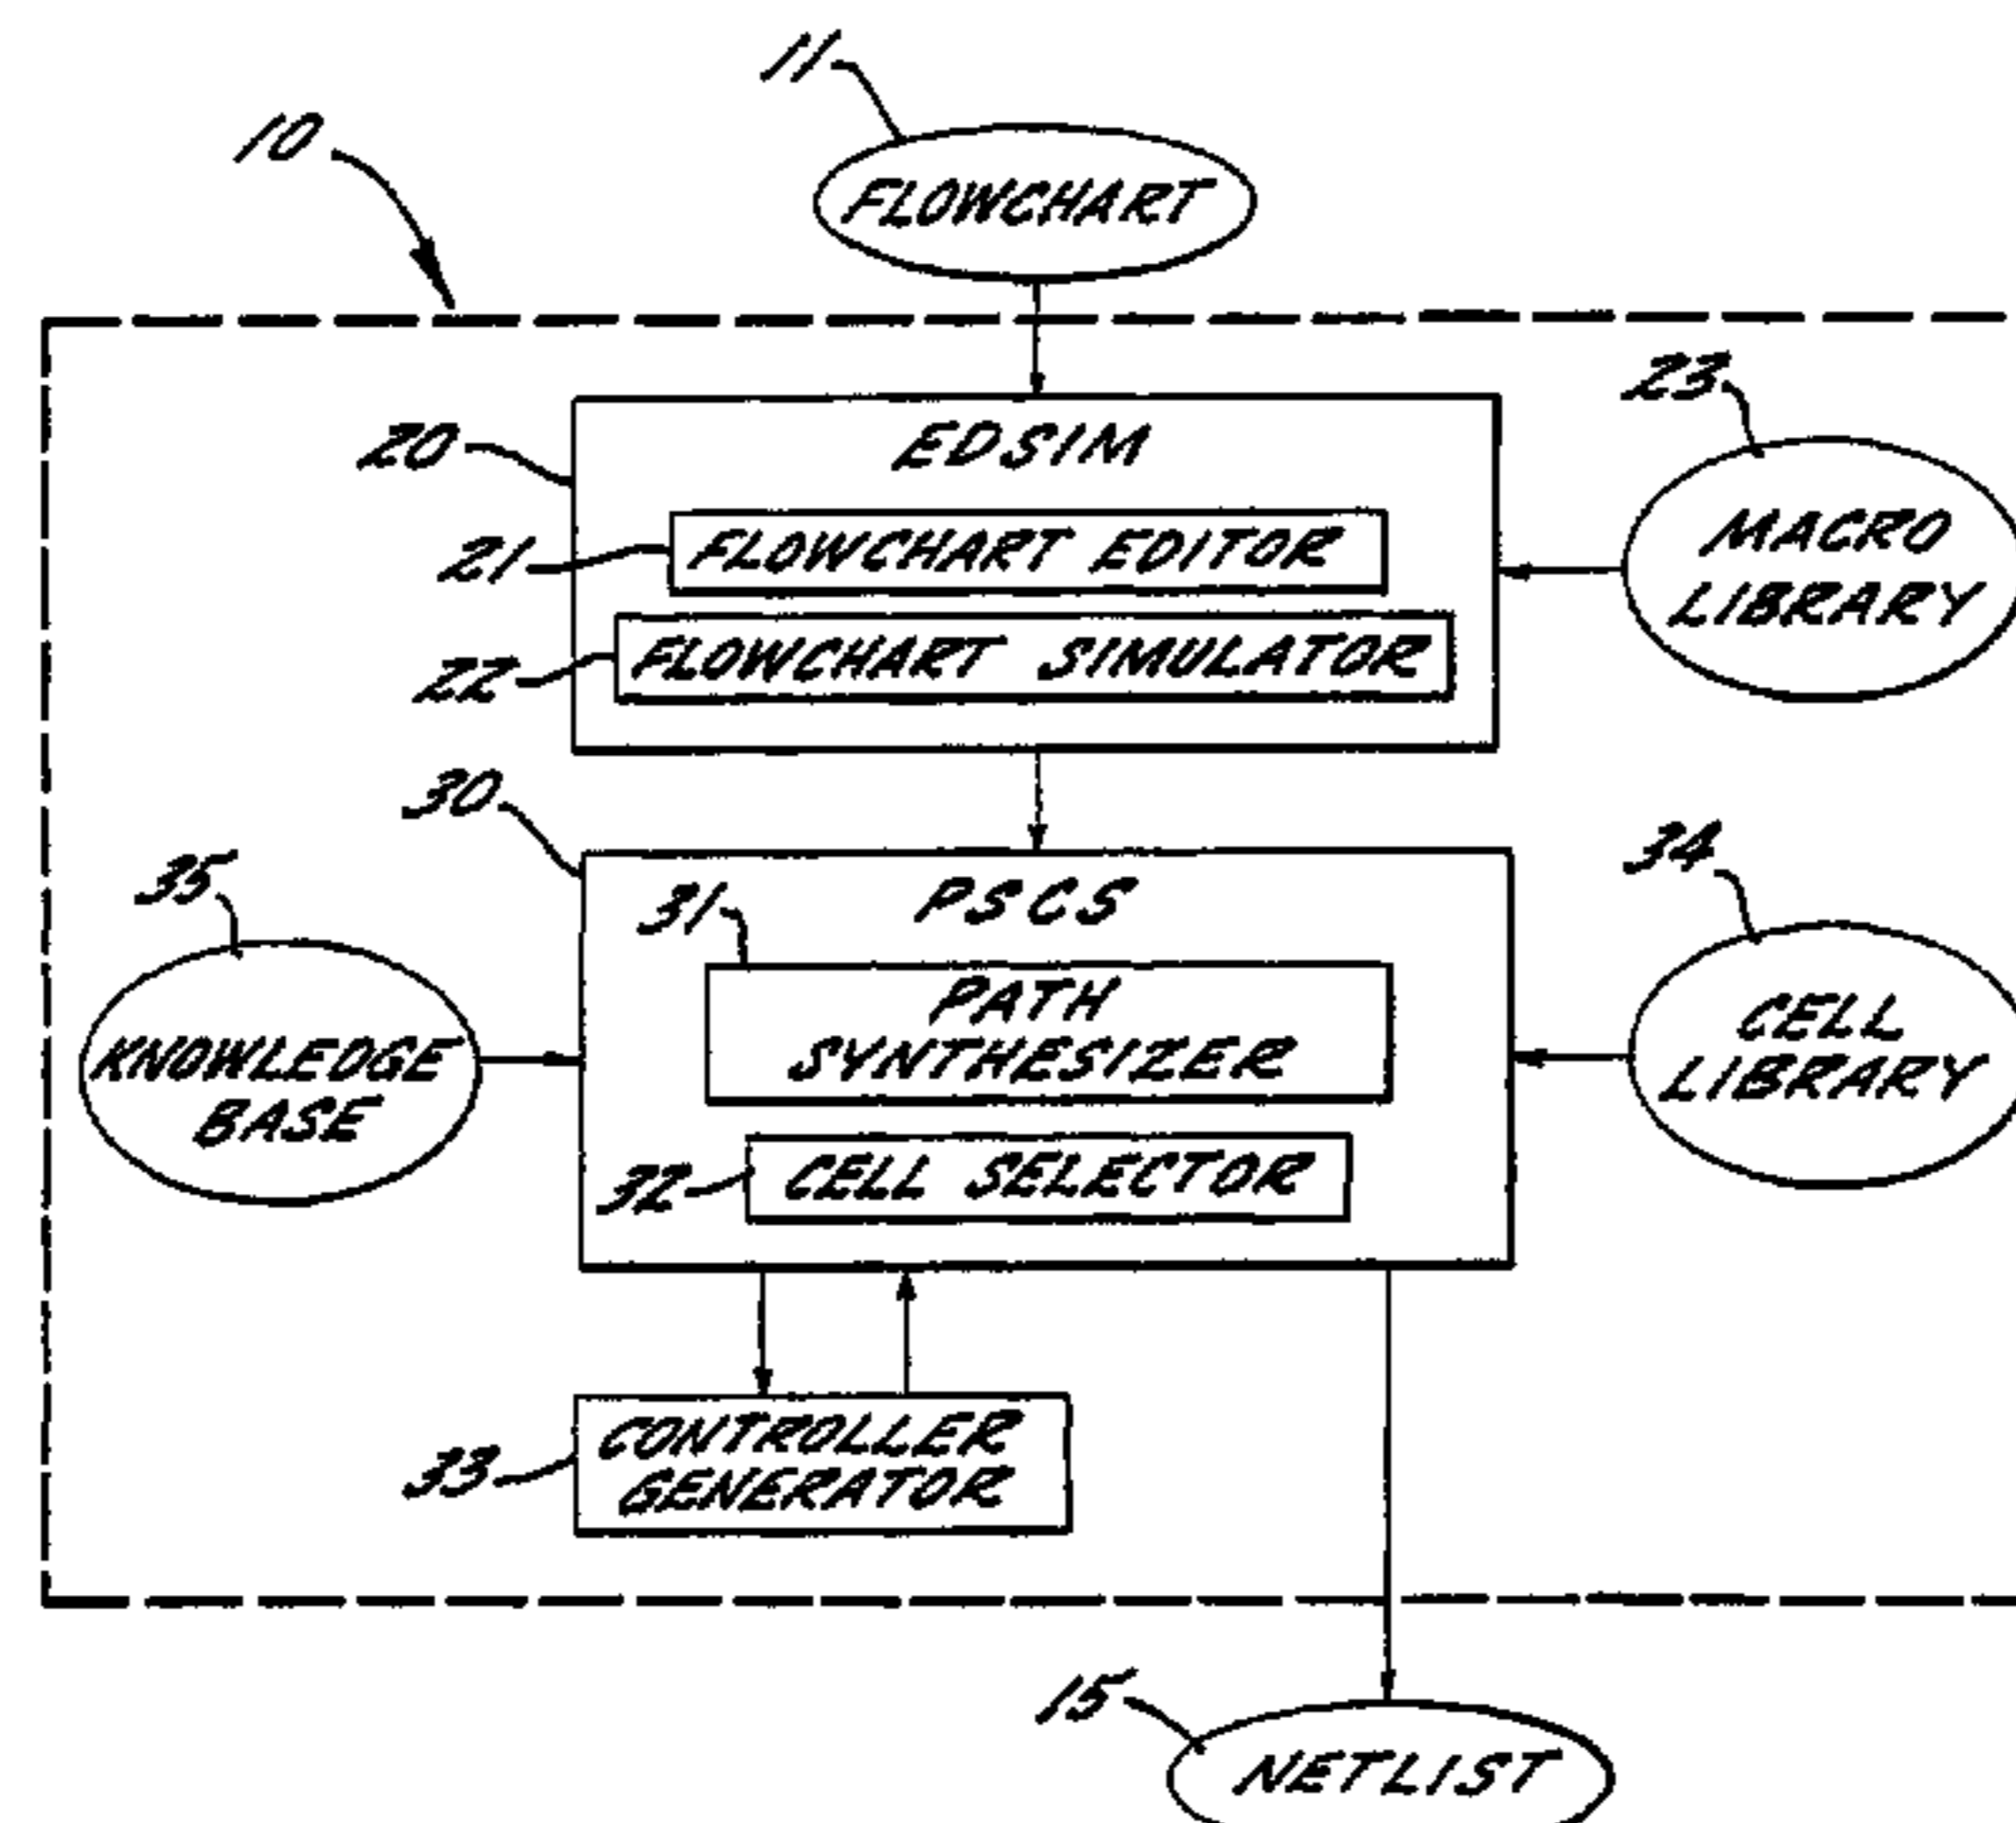 11
10
FLOWCHART
23
20
EDSIM
21
FLOWCHART EDITOR
MACRO
LIBRARY
22
FLOWCHART SIMULATOR
30
34
35
31
PSCS
PATH
SYNTHESIZER
KNOWLEDGE
BASE
CELL
LIBRARY
32
CELL SELECTOR
33
CONTROLLER
GENERATOR
15
NETLIST